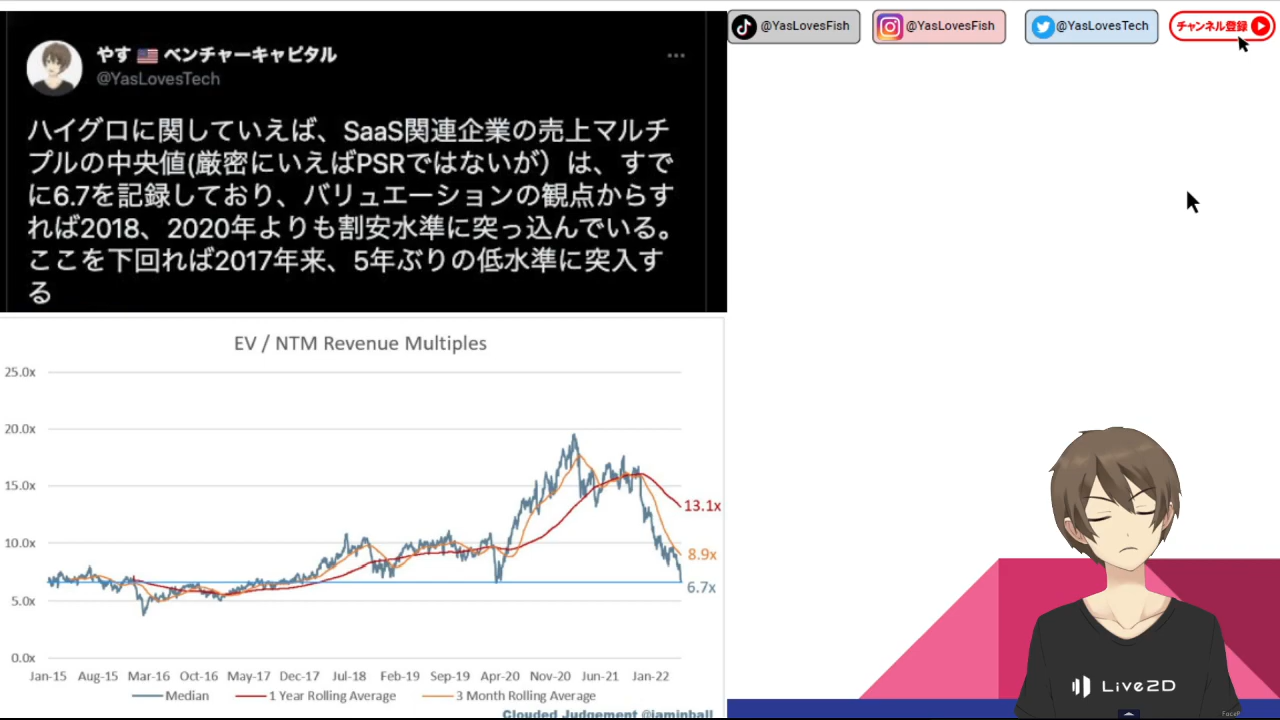 やす 🇺🇸 ベンチャーキャピタル
@YasLovesTech
ハイグロに関していえば、SaaS関連企業の売上マルチ
プルの中央値(厳密にいえばPSRではないが）は、すで
に6.7を記録しており、バリュエーションの観点からす
れば2018、2020年よりも割安水準に突っ込んでいる。
ここを下回れば2017年来、5年ぶりの低水準に突入す
る
@YasLovesFish
@YasLovesFish
@YasLovesTech
チャンネル登録
EV / NTM Revenue Multiples
25.0x
20.0x
15.0x
10.0x
5.0x
0.0x
13.1x
8.9x
6.7x
Jan-15 Aug-15 Mar-16 Oct-16 May-17 Dec-17 Jul-18 Feb-19 Sep-19 Apr-20 Nov-20 Jun-21 Jan-22
Median 1 Year Rolling Average 3 Month Rolling Average
Clouded Judgement @jaminball
Live2D
FaceP